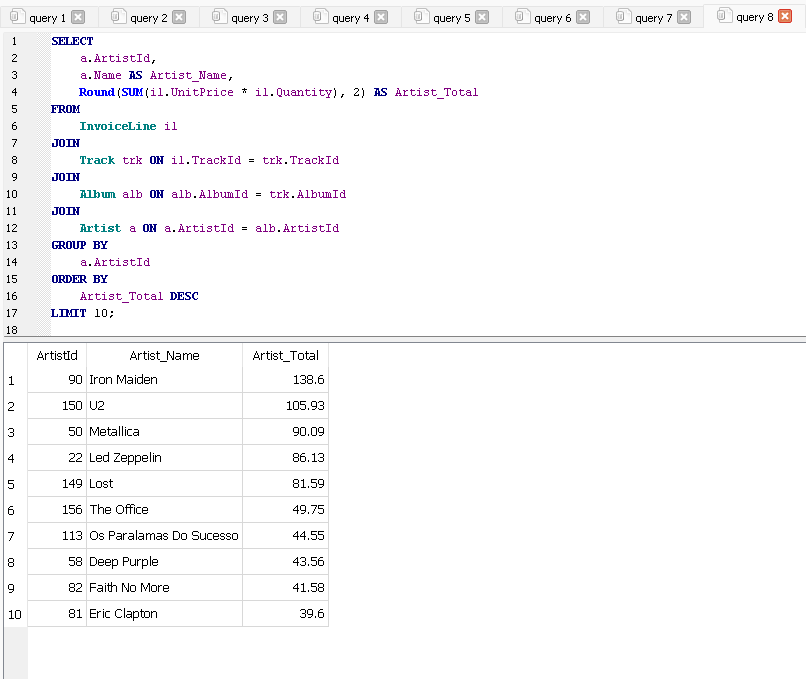 query 1 query 2 query 3 query 4 query 5 query 6 query 7 query 8
1 SELECT
2 a.ArtistId,
3 a.Name AS Artist_Name,
4 Round(SUM(il.UnitPrice * il.Quantity), 2) AS Artist_Total
5 FROM
6 InvoiceLine il
7 JOIN
8 Track trk ON il.TrackId = trk.TrackId
9 JOIN
10 Album alb ON alb.AlbumId = trk.AlbumId
11 JOIN
12 Artist a ON a.ArtistId = alb.ArtistId
13 GROUP BY
14 a.ArtistId
15 ORDER BY
16 Artist_Total DESC
17 LIMIT 10;
18
ArtistId Artist_Name Artist_Total
1 90 Iron Maiden 138.6
2 150 U2 105.93
3 50 Metallica 90.09
4 22 Led Zeppelin 86.13
5 149 Lost 81.59
6 156 The Office 49.75
7 113 Os Paralamas Do Sucesso 44.55
8 58 Deep Purple 43.56
9 82 Faith No More 41.58
10 81 Eric Clapton 39.6